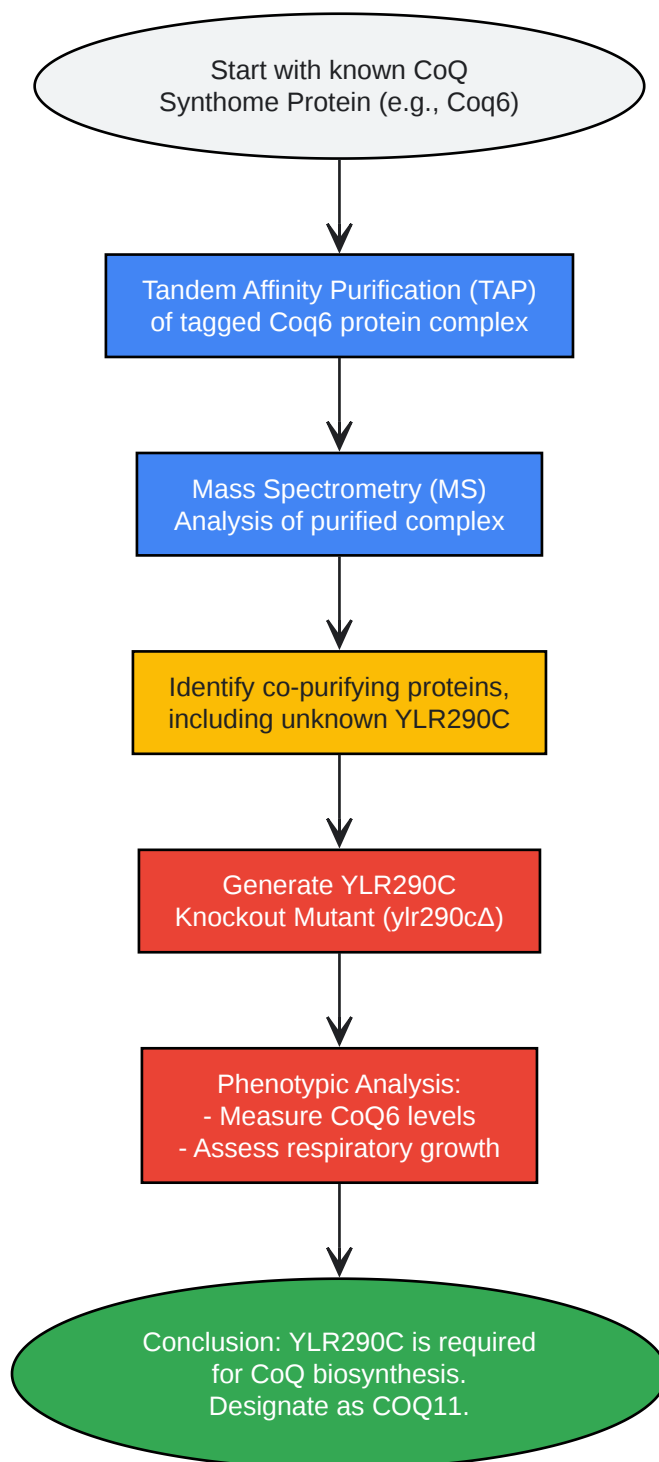 Start with known CoQ
Synthome Protein (e.g., Coq6)
Tandem Affinity Purification (TAP)
of tagged Coq6 protein complex
Mass Spectrometry (MS)
Analysis of purified complex
Identify co-purifying proteins,
including unknown YLR290C
Generate YLR290C
Knockout Mutant (ylr290cΔ)
Phenotypic Analysis:
- Measure CoQ6 levels
- Assess respiratory growth
Conclusion: YLR290C is required
for CoQ biosynthesis.
Designate as COQ11.